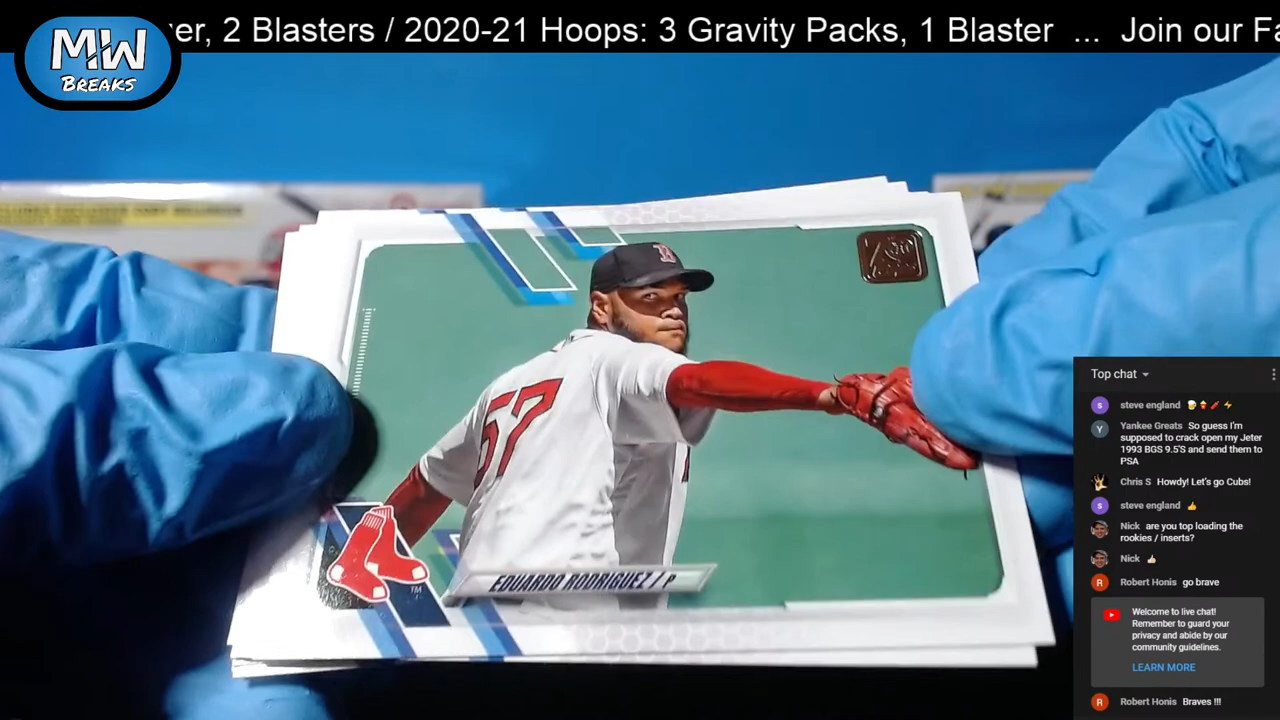 er, 2 Blasters / 2020-21 Hoops: 3 Gravity Packs, 1 Blaster ... Join our Fa
MW
BREAKS
B
57
EDUARDO RODRIGUEZ / P
TM
Top chat
steve england
Yankee Greats So guess I'm
supposed to crack open my Jeter
1993 BGS 9.5'S and send them to
PSA
Chris S Howdy! Let's go Cubs!
steve england
Nick are you top loading the
rookies / inserts?
Nick
Robert Honis go brave
Welcome to live chat!
Remember to guard your
privacy and abide by our
community guidelines.
LEARN MORE
Robert Honis Braves !!!